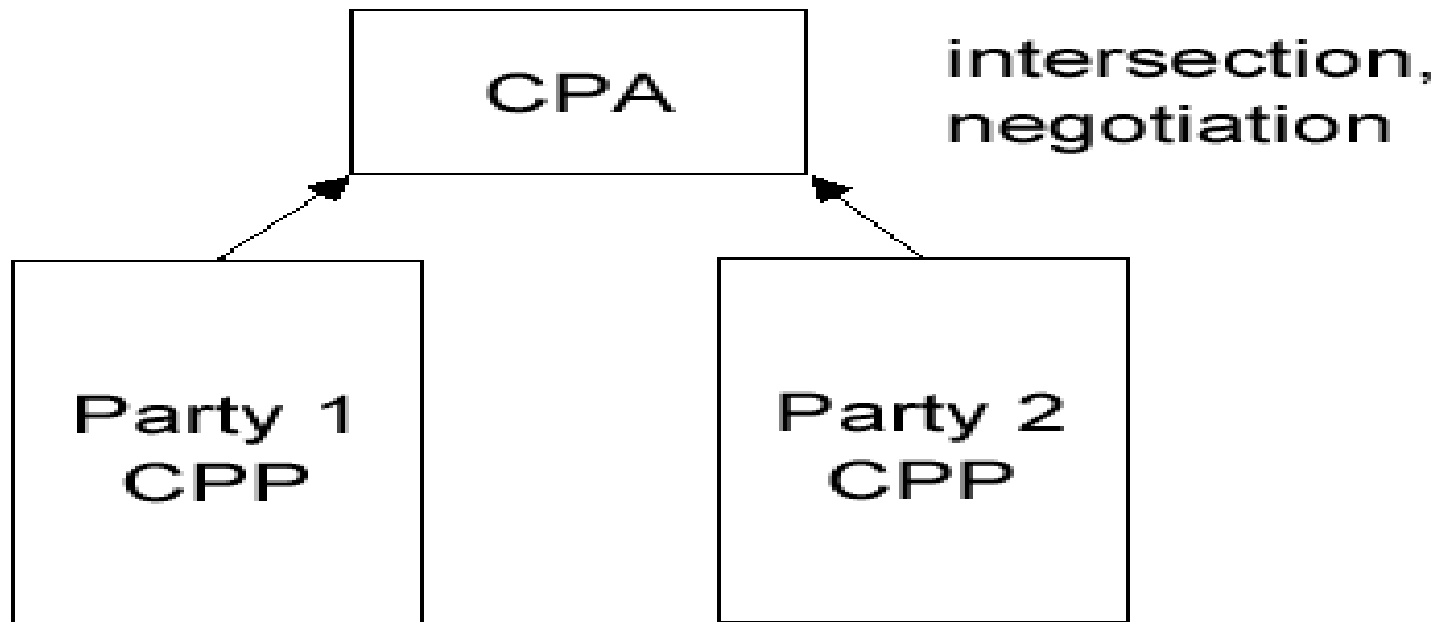 CPA
intersection,
negotiation
Party 1
CPP
Party 2
CPP